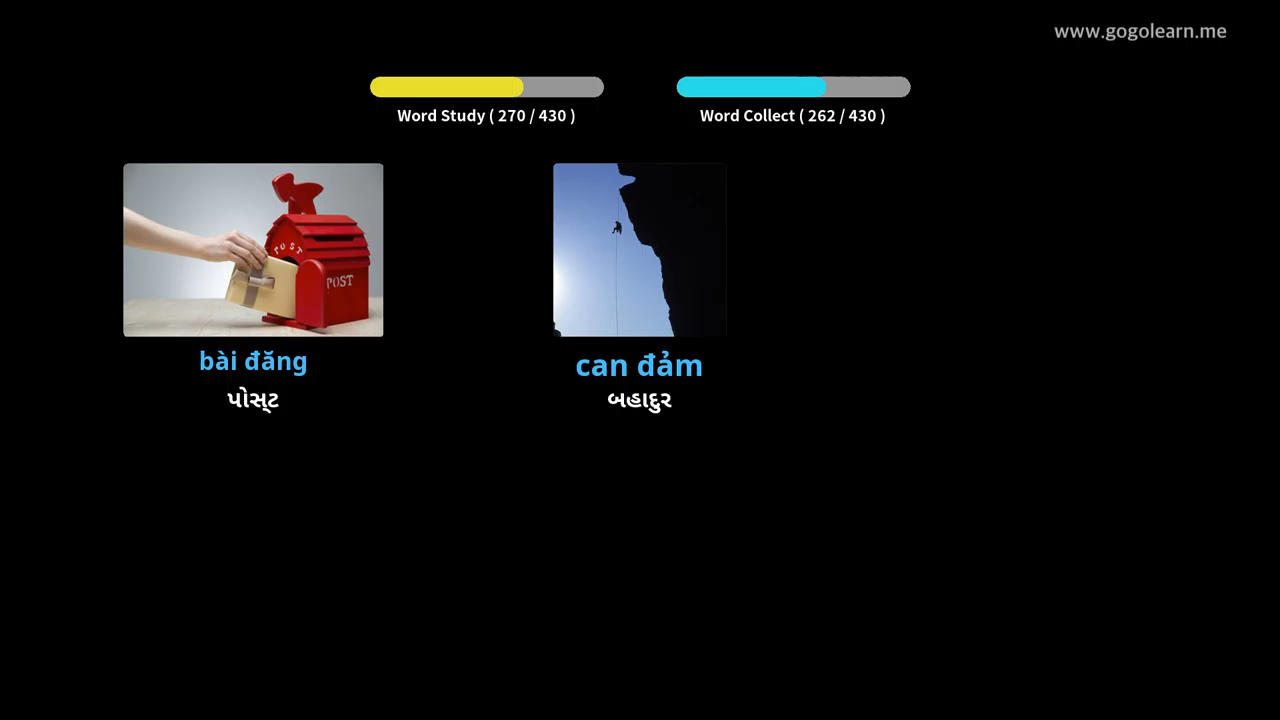 www.gogolearn.me
Word Study ( 270 / 430 )
Word Collect ( 262 / 430 )
POST
POST
bài đăng
પોસ્ટ
can đảm
બહાદુર